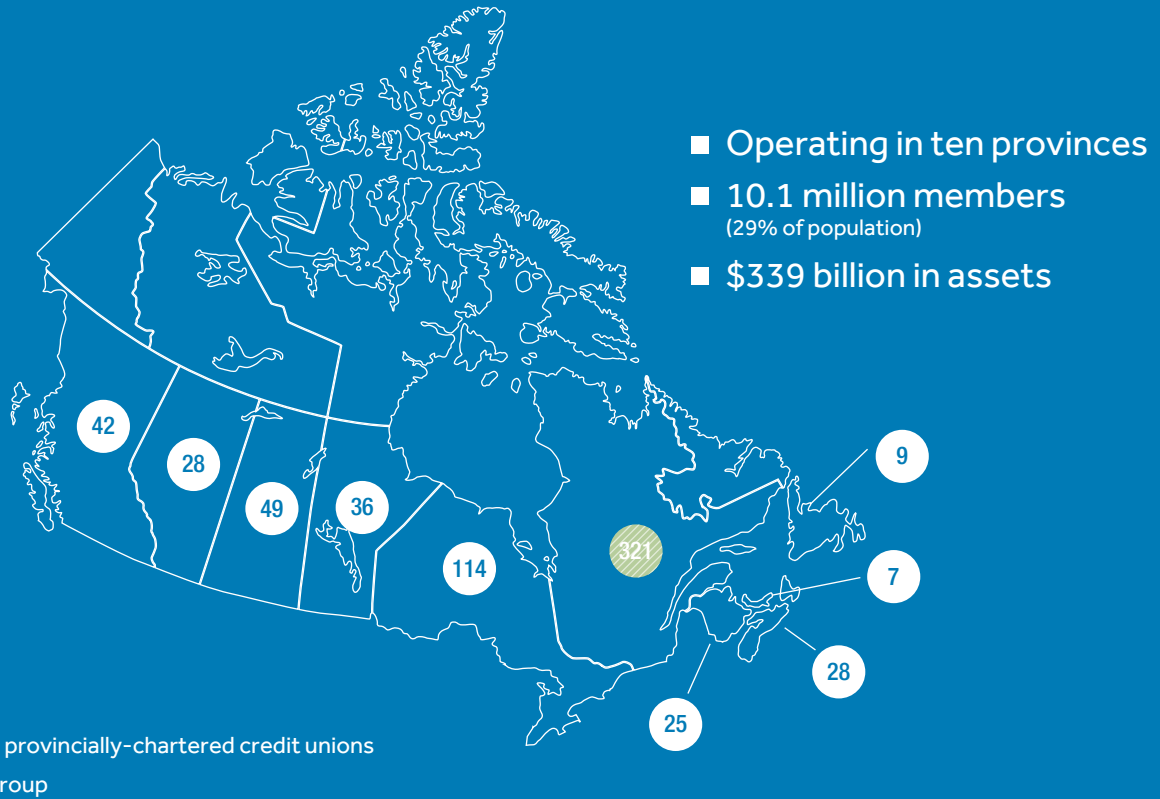 Operating in ten provinces
10.1 million members
(29% of population)
$339 billion in assets
42
28
49
36
114
321
9
7
28
25
provincially-chartered credit unions
roup